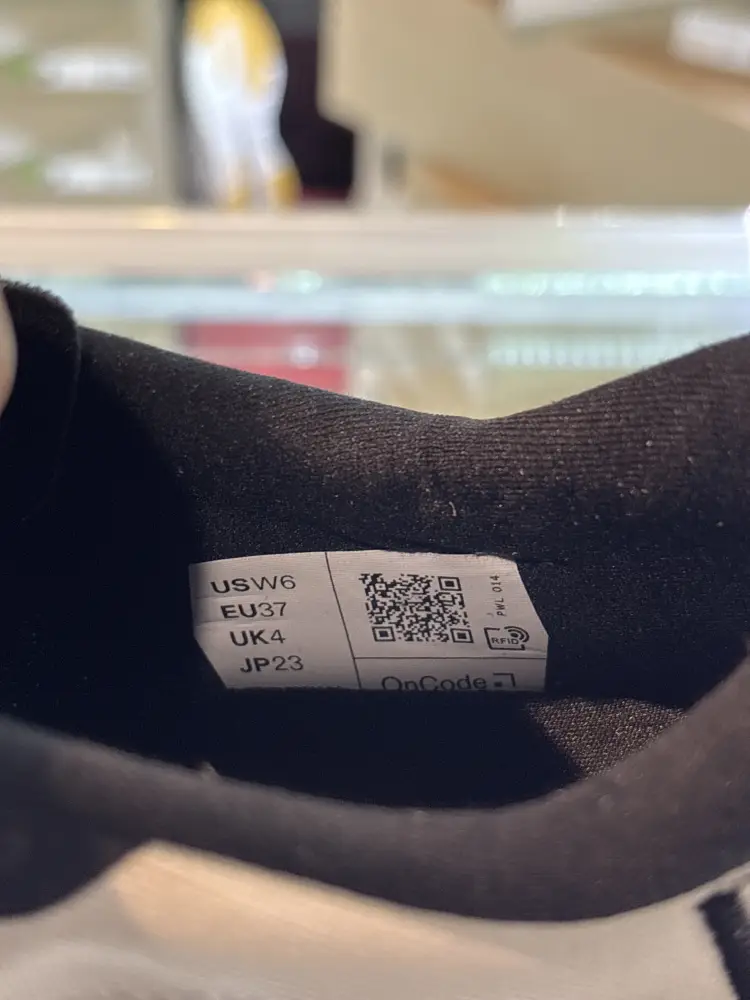 USW6
EU37
UK4
JP23
PWL 014
RFID
OnCode